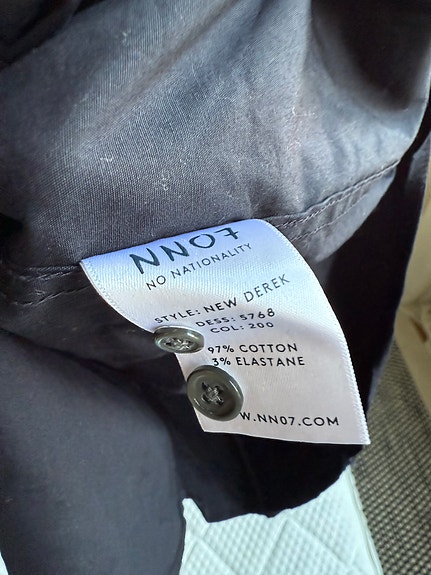 NN07
NO NATIONALITY
STYLE: NEW DEREK
DESS: 5768
COL: 200
97% COTTON
3% ELASTANE
W.NN07.COM